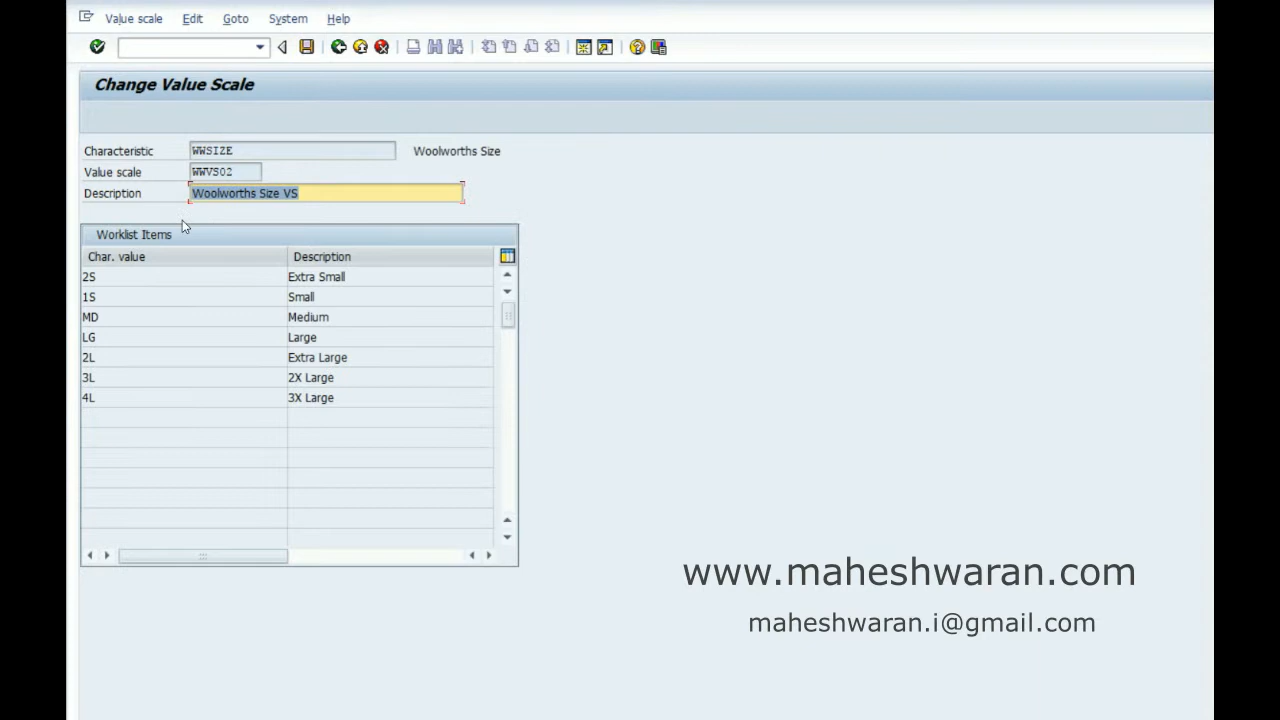 Value scale Edit Goto System Help
Change Value Scale
Characteristic WWSIZE Woolworths Size
Value scale WWVS02
Description Woolworths Size VS
Worklist Items
Char. value Description
2S Extra Small
1S Small
MD Medium
LG Large
2L Extra Large
3L 2X Large
4L 3X Large
www.maheshwaran.com
maheshwaran.i@gmail.com